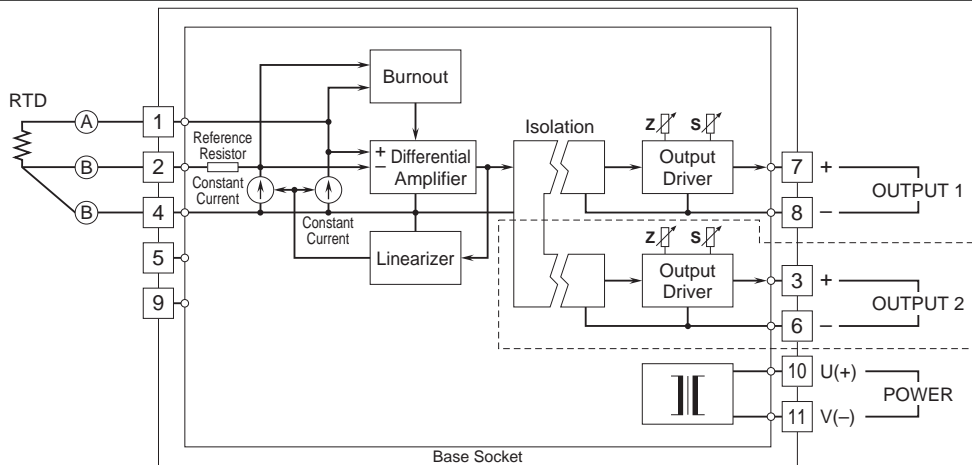 Burnout
RTD
A
1
Isolation
Z
S
Reference
Resistor
+
−
Differential
Amplifier
Output
Driver
7
+
B
2
OUTPUT 1
Constant
Current
B
4
8
−
Constant
Current
Z
S
5
Linearizer
Output
Driver
3
+
9
OUTPUT 2
6
−
10
U(+)
POWER
11
V(−)
Base Socket